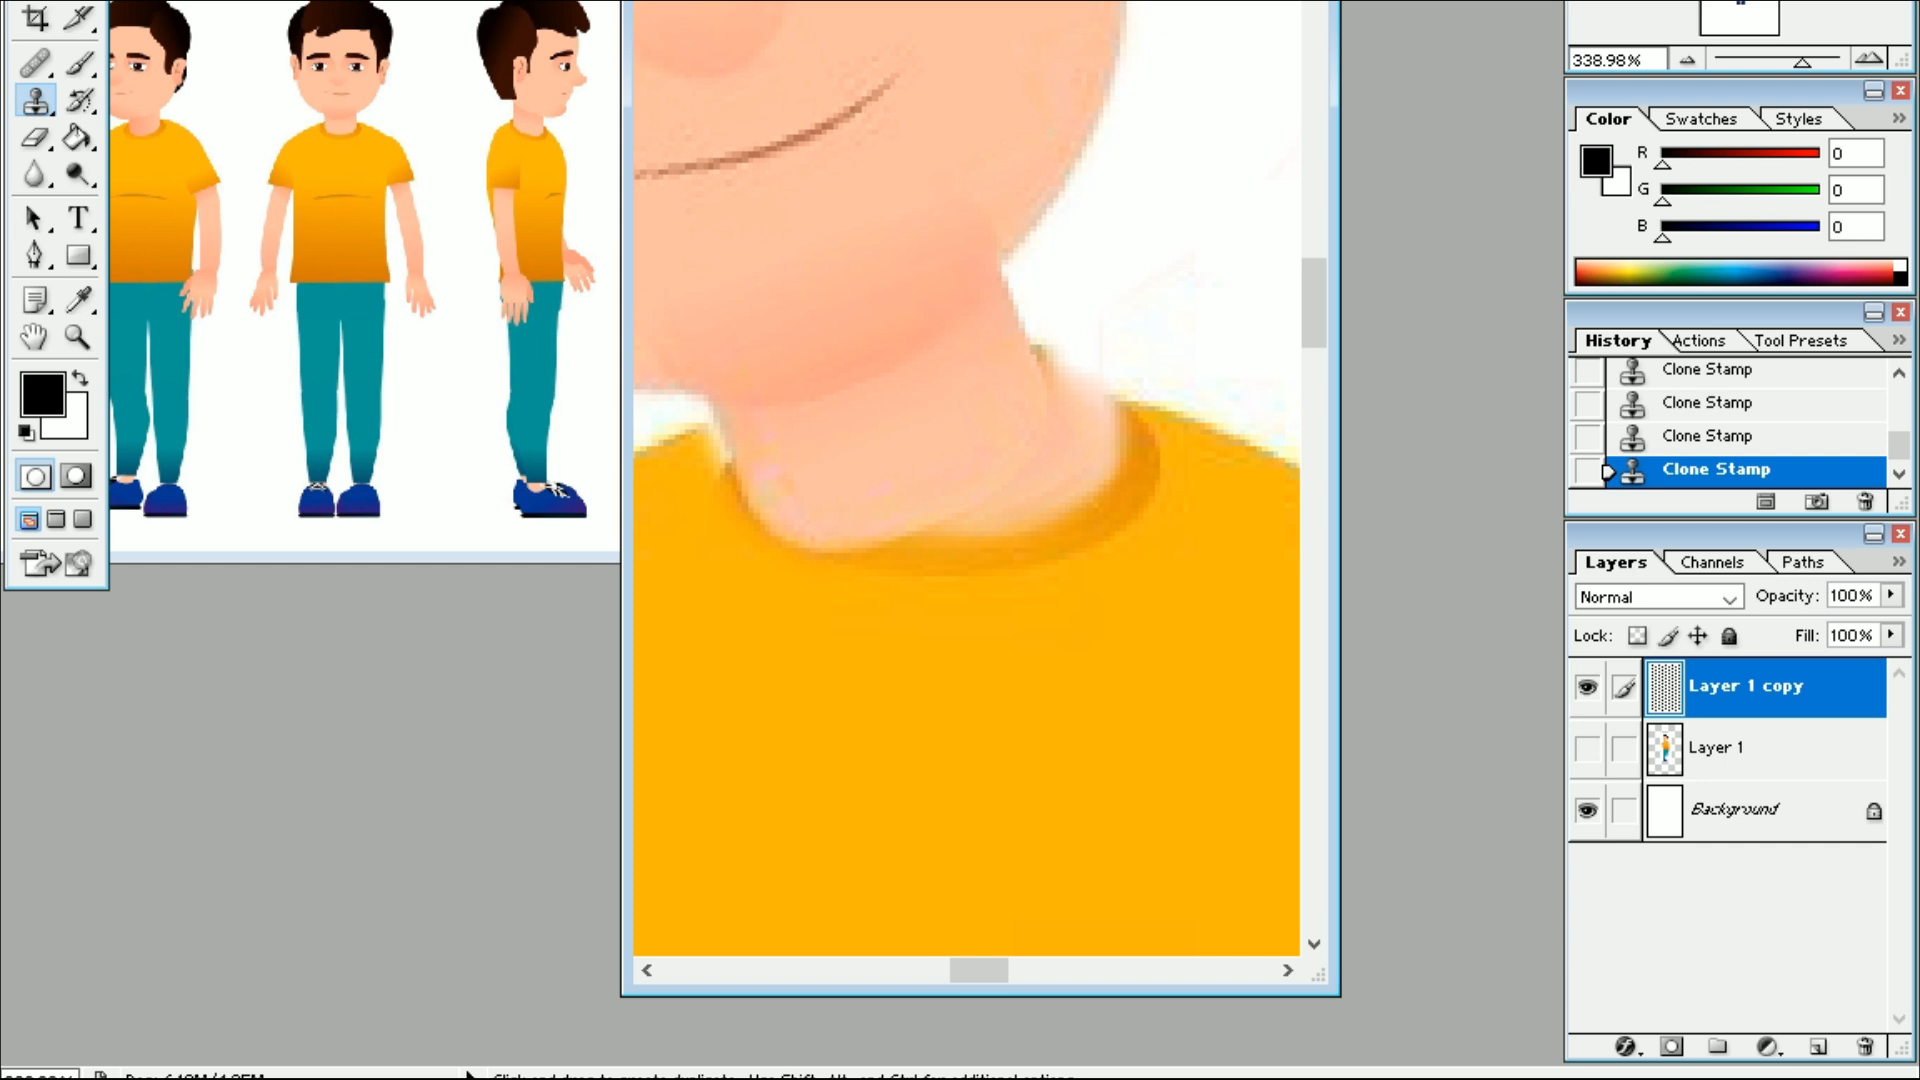 338.98%
Color Swatches Styles
R 0
G 0
B 0
History Actions Tool Presets
Clone Stamp
Clone Stamp
Clone Stamp
Clone Stamp
Layers Channels Paths
Normal Opacity: 100%
Lock: Fill: 100%
Layer 1 copy
Layer 1
Background
T